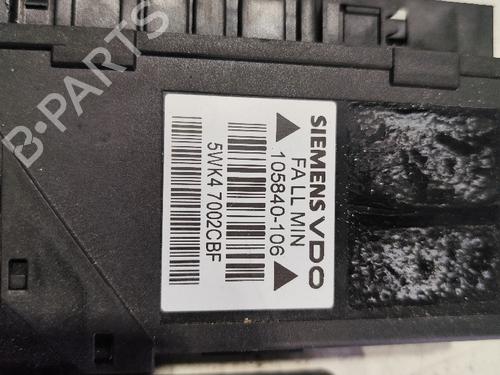 SIEMENS VDO
FA LL MIN
105840-106
5WK4 7002CBF
B-PARTS